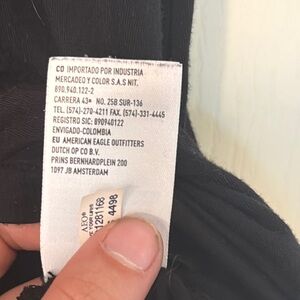 CO IMPORTADO POR INDUSTRIA
MERCADEO Y COLOR S.A.S NIT.
890.940.122-2
CARRERA 43ª NO. 25B SUR-136
TEL (574)-270-4211 FAX (574)-331-4445
REGISTRO SIC: 890940122
ENVIGADO-COLOMBIA
EU AMERICAN EAGLE OUTFITTERS
DUTCH OP CO B.V.
PRINS BERNHARDPLEIN 200
1097 JB AMSTERDAM
AEO®
1281168
4498